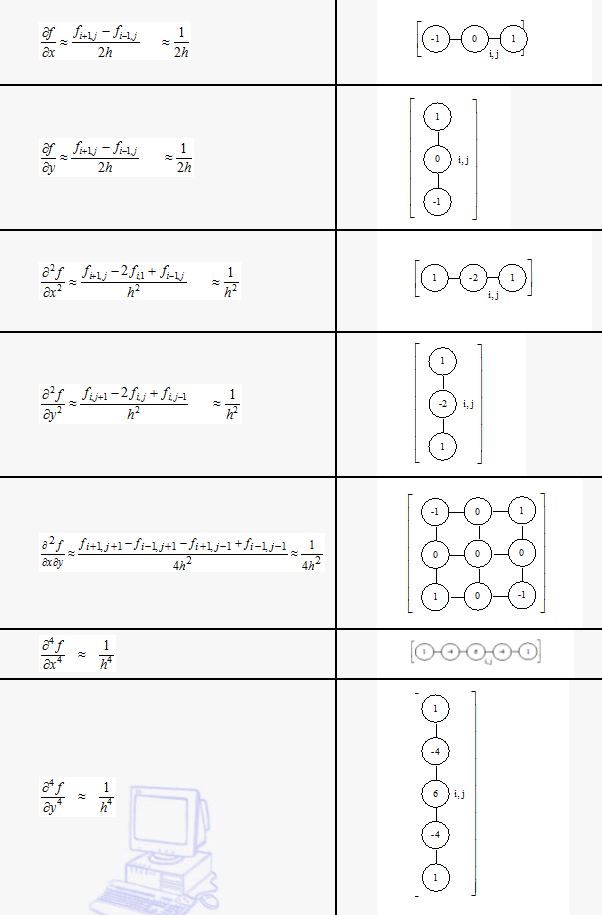 ∂f/∂x ≈ (f_{i+1,j} − f_{i−1,j})/2h ≈ 1/2h [ -1 0 1 ] i,j
∂f/∂y ≈ (f_{i+1,j} − f_{i−1,j})/2h ≈ 1/2h
1
0 i,j
-1
∂²f/∂x² ≈ (f_{i+1,j} − 2f_{i,1} + f_{i−1,j})/h² ≈ 1/h² [ 1 -2 1 ] i,j
∂²f/∂y² ≈ (f_{i,j+1} − 2f_{i,j} + f_{i,j−1})/h² ≈ 1/h²
1
-2 i,j
1
∂²f/∂x∂y ≈ (f_{i+1,j+1} − f_{i−1,j+1} − f_{i+1,j−1} + f_{i−1,j−1})/4h² ≈ 1/4h²
-1 0 1
0 0 0
1 0 -1
∂⁴f/∂x⁴ ≈ 1/h⁴ [ 1 -4 -4 1 ] i,j
∂⁴f/∂y⁴ ≈ 1/h⁴
1
-4
6 i,j
-4
1